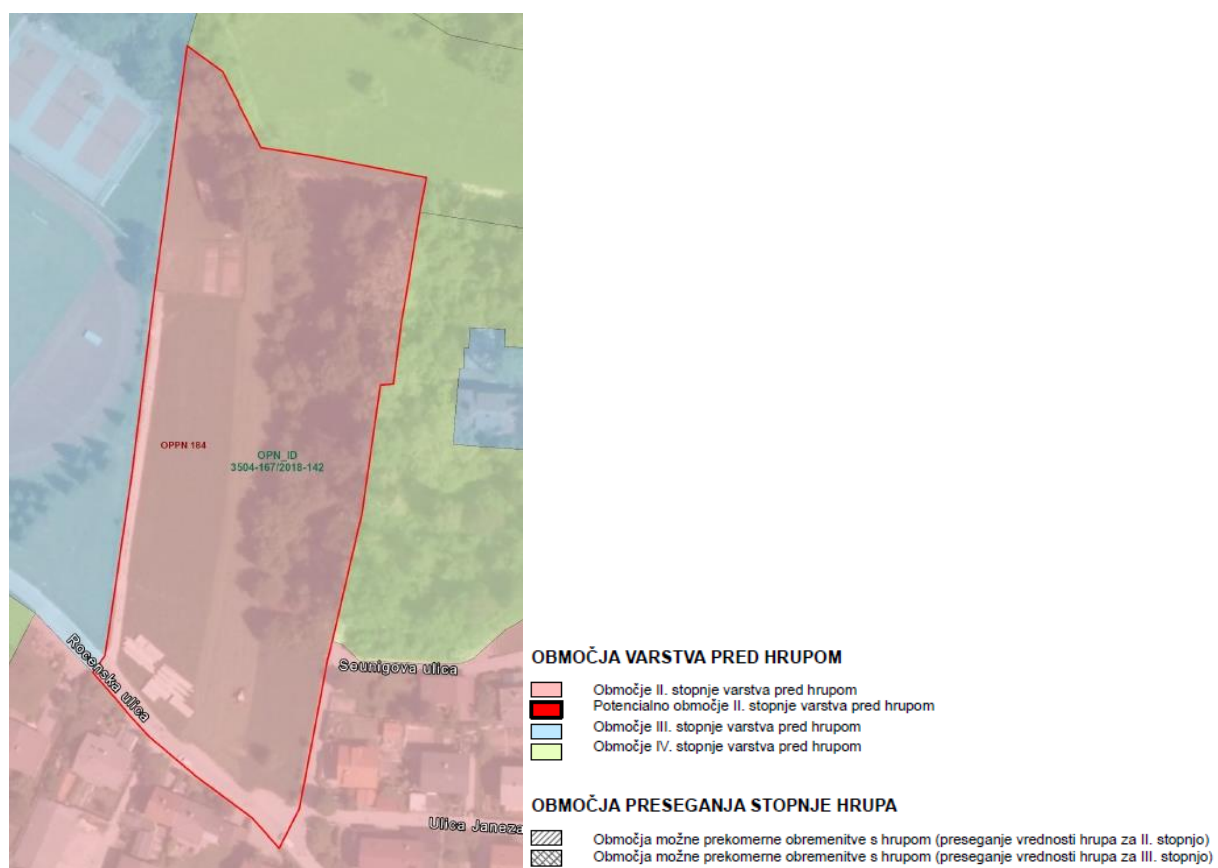 OPPN 164
OPN_ID
3504-167/2018-142
Rocenska ulica
Seunigova ulica
Ulica Janeza
OBMOČJA VARSTVA PRED HRUPOM
Območje II. stopnje varstva pred hrupom
Potencialno območje II. stopnje varstva pred hrupom
Območje III. stopnje varstva pred hrupom
Območje IV. stopnje varstva pred hrupom
OBMOČJA PRESEGANJA STOPNJE HRUPA
Območja možne prekomerne obremenitve s hrupom (preseganje vrednosti hrupa za II. stopnjo)
Območja možne prekomerne obremenitve s hrupom (preseganje vrednosti hrupa za III. stopnjo)